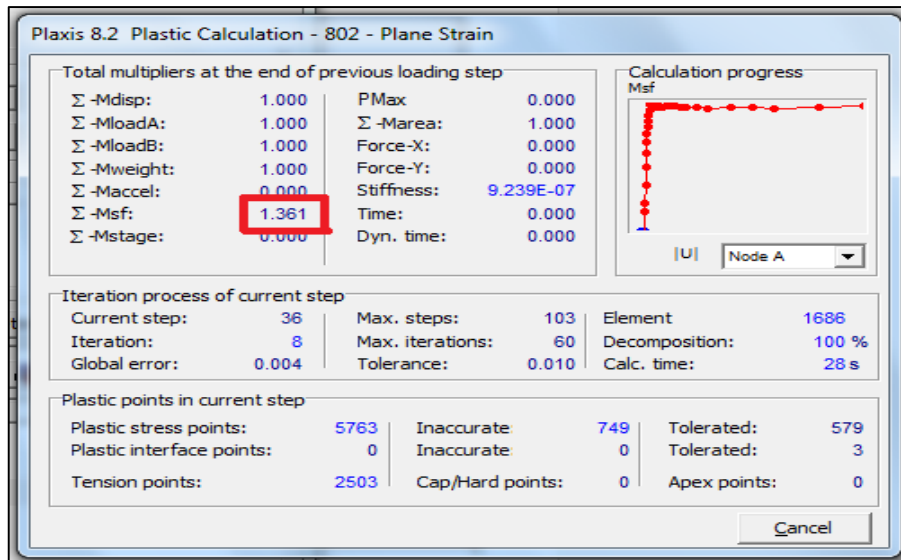 Plaxis 8.2 Plastic Calculation - 802 - Plane Strain
Total multipliers at the end of previous loading step
Σ -Mdisp: 1.000 PMax 0.000
Σ -MloadA: 1.000 Σ -Marea: 1.000
Σ -MloadB: 1.000 Force-X: 0.000
Σ -Mweight: 1.000 Force-Y: 0.000
Σ -Maccel: 0.000 Stiffness: 9.239E-07
Σ -Msf: 1.361 Time: 0.000
Σ -Mstage: 0.000 Dyn. time: 0.000
Calculation progress
Msf
|U| Node A
Iteration process of current step
Current step: 36 Max. steps: 103 Element 1686
Iteration: 8 Max. iterations: 60 Decomposition: 100 %
Global error: 0.004 Tolerance: 0.010 Calc. time: 28 s
Plastic points in current step
Plastic stress points: 5763 Inaccurate: 749 Tolerated: 579
Plastic interface points: 0 Inaccurate: 0 Tolerated: 3
Tension points: 2503 Cap/Hard points: 0 Apex points: 0
Cancel